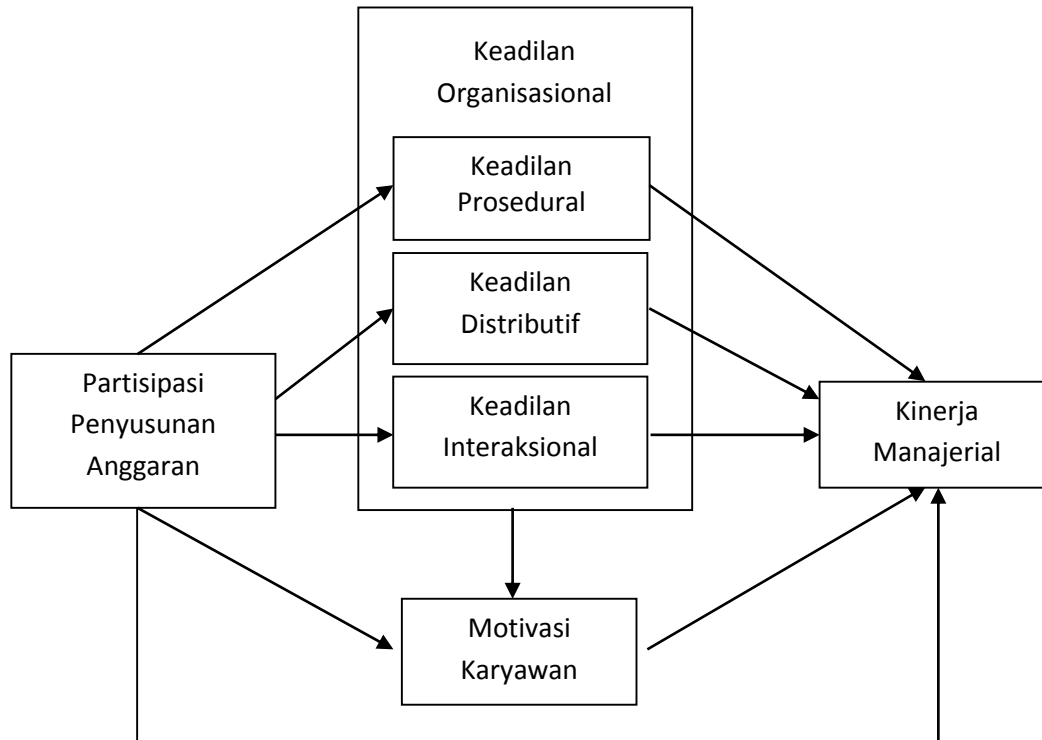 Keadilan
Organisasional
Keadilan
Prosedural
Keadilan
Distributif
Keadilan
Interaksional
Partisipasi
Penyusunan
Anggaran
Kinerja
Manajerial
Motivasi
Karyawan